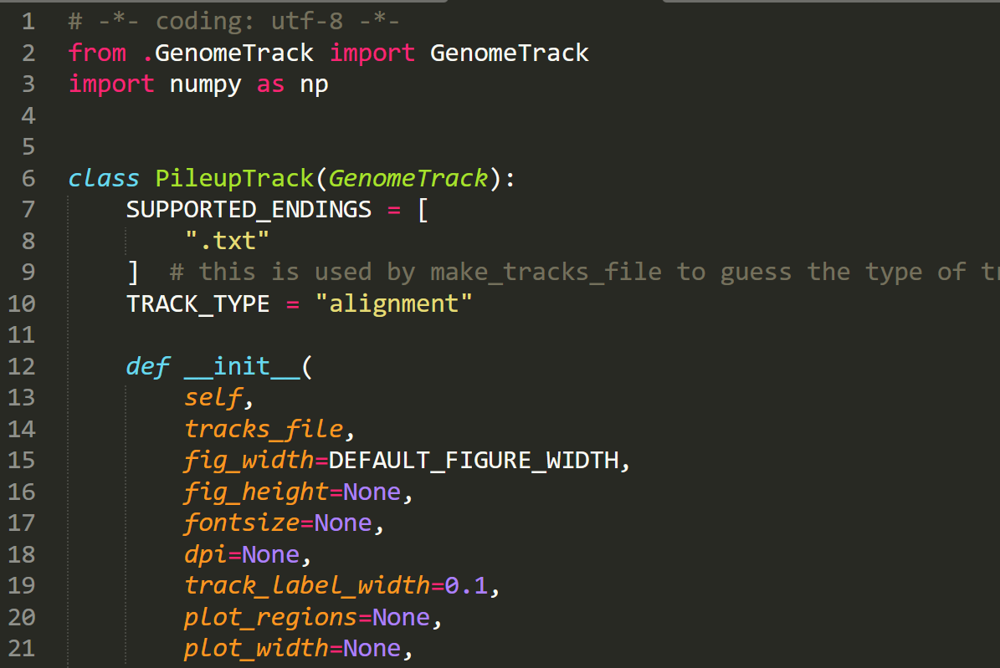 1 # -*- coding: utf-8 -*-
2 from .GenomeTrack import GenomeTrack
3 import numpy as np
4
5
6 class PileupTrack(GenomeTrack):
7     SUPPORTED_ENDINGS = [
8         ".txt"
9     ]  # this is used by make_tracks_file to guess the type of
10     TRACK_TYPE = "alignment"
11
12     def __init__(
13         self,
14         tracks_file,
15         fig_width=DEFAULT_FIGURE_WIDTH,
16         fig_height=None,
17         fontsize=None,
18         dpi=None,
19         track_label_width=0.1,
20         plot_regions=None,
21         plot_width=None,